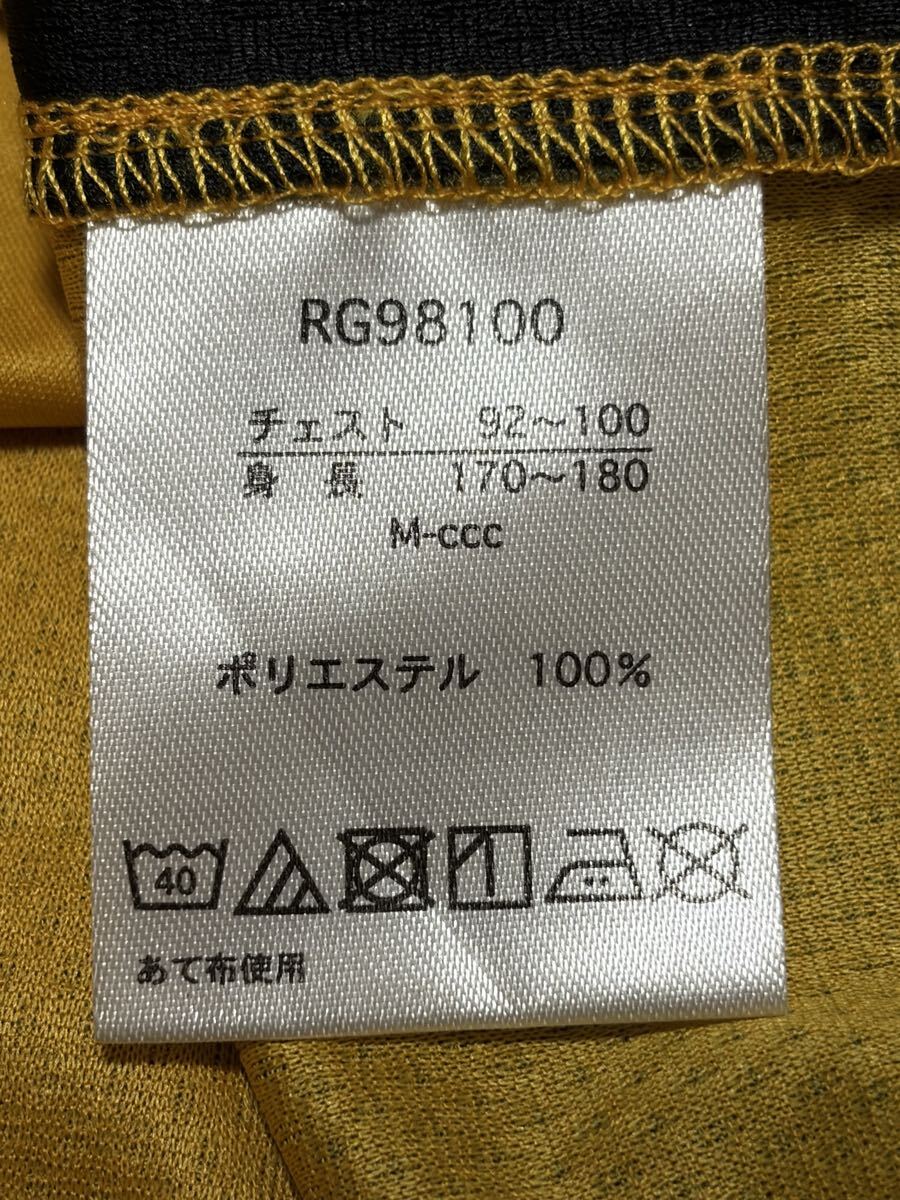 RG98100
チェスト 92~100
身長 170~180
M-ccc
ポリエステル 100%
40
あて布使用